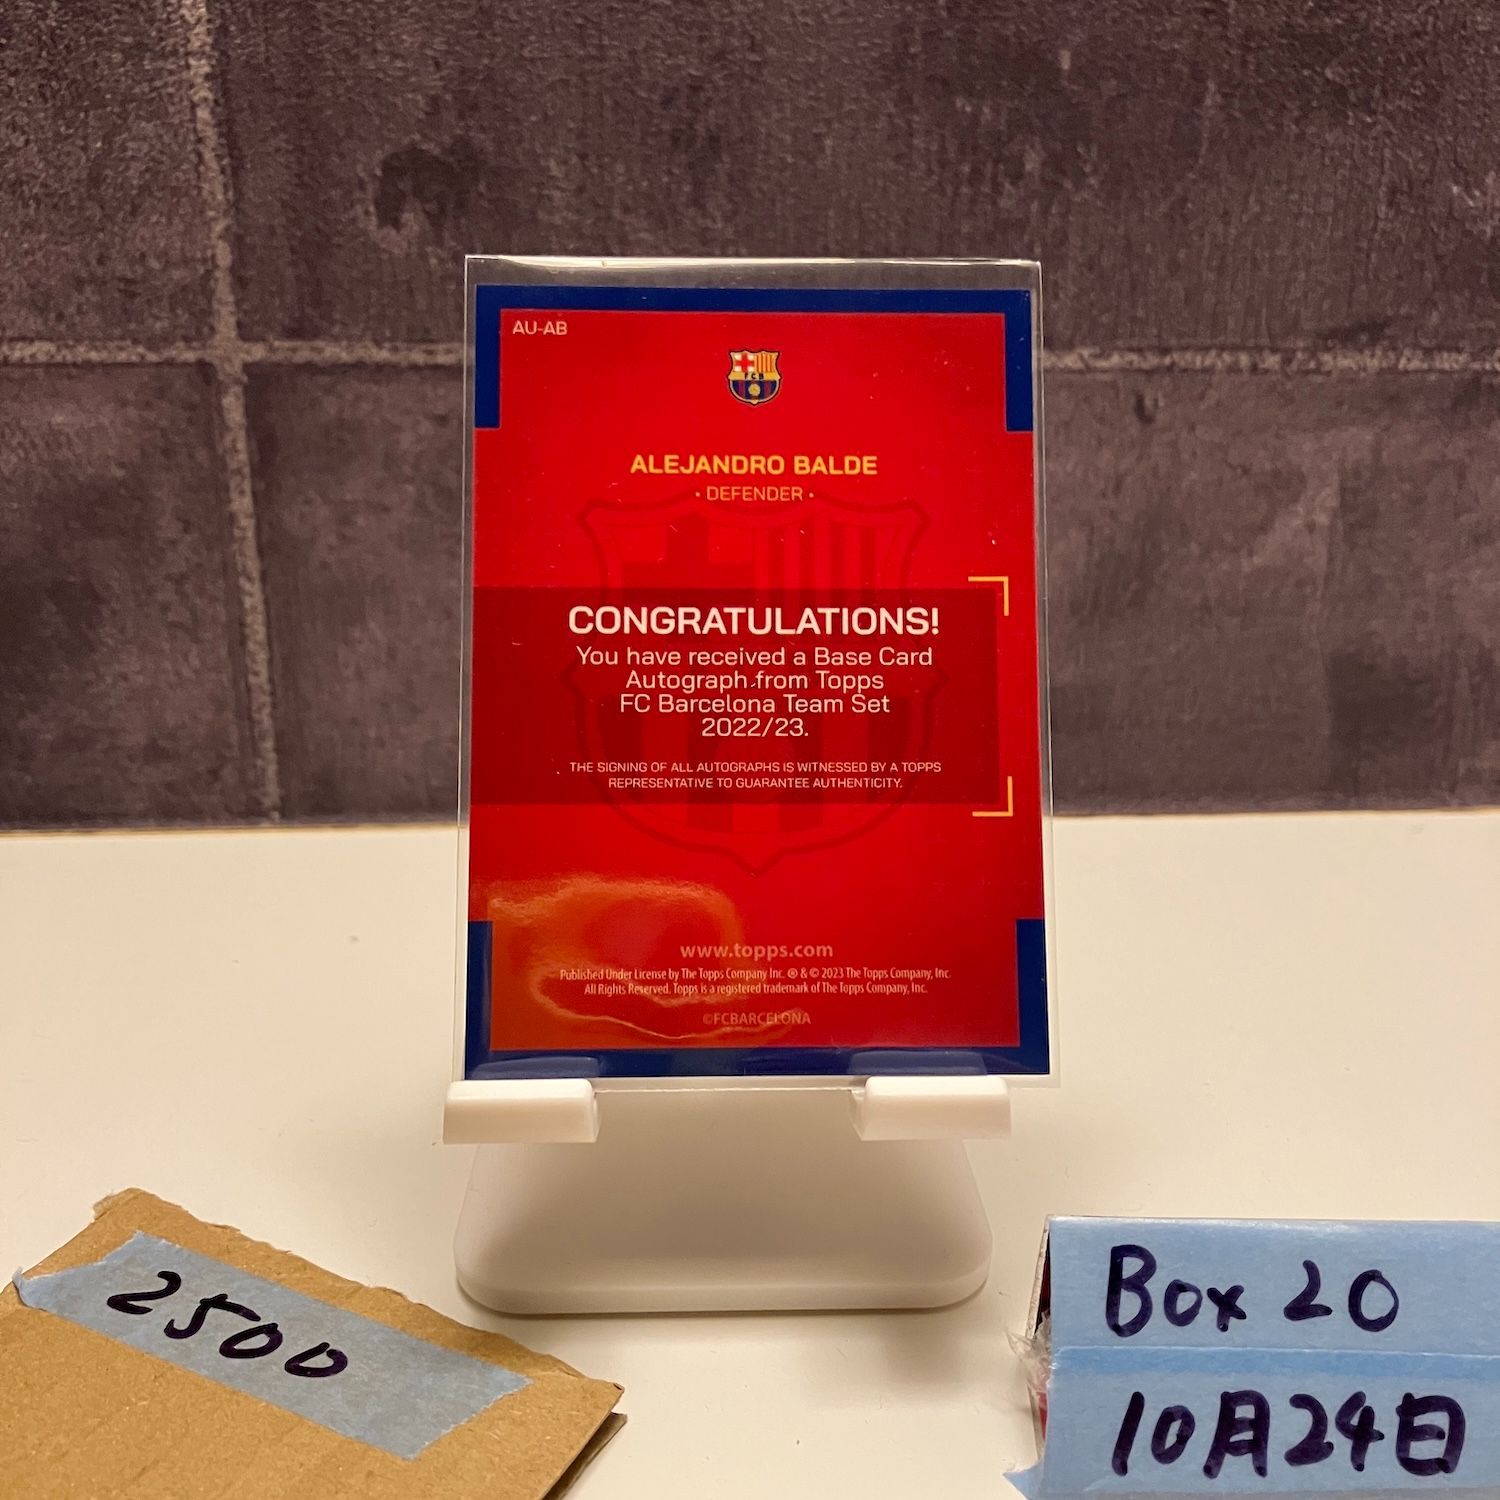 AU-AB
FCB
ALEJANDRO BALDE
• DEFENDER •
CONGRATULATIONS!
You have received a Base Card
Autograph from Topps
FC Barcelona Team Set
2022/23.
THE SIGNING OF ALL AUTOGRAPHS IS WITNESSED BY A TOPPS
REPRESENTATIVE TO GUARANTEE AUTHENTICITY.
www.topps.com
Published Under License by The Topps Company Inc. ® & © 2023 The Topps Company, Inc.
All Rights Reserved. Topps is a registered trademark of The Topps Company, Inc.
©FCBARCELONA
2500
Box 20
10月24日